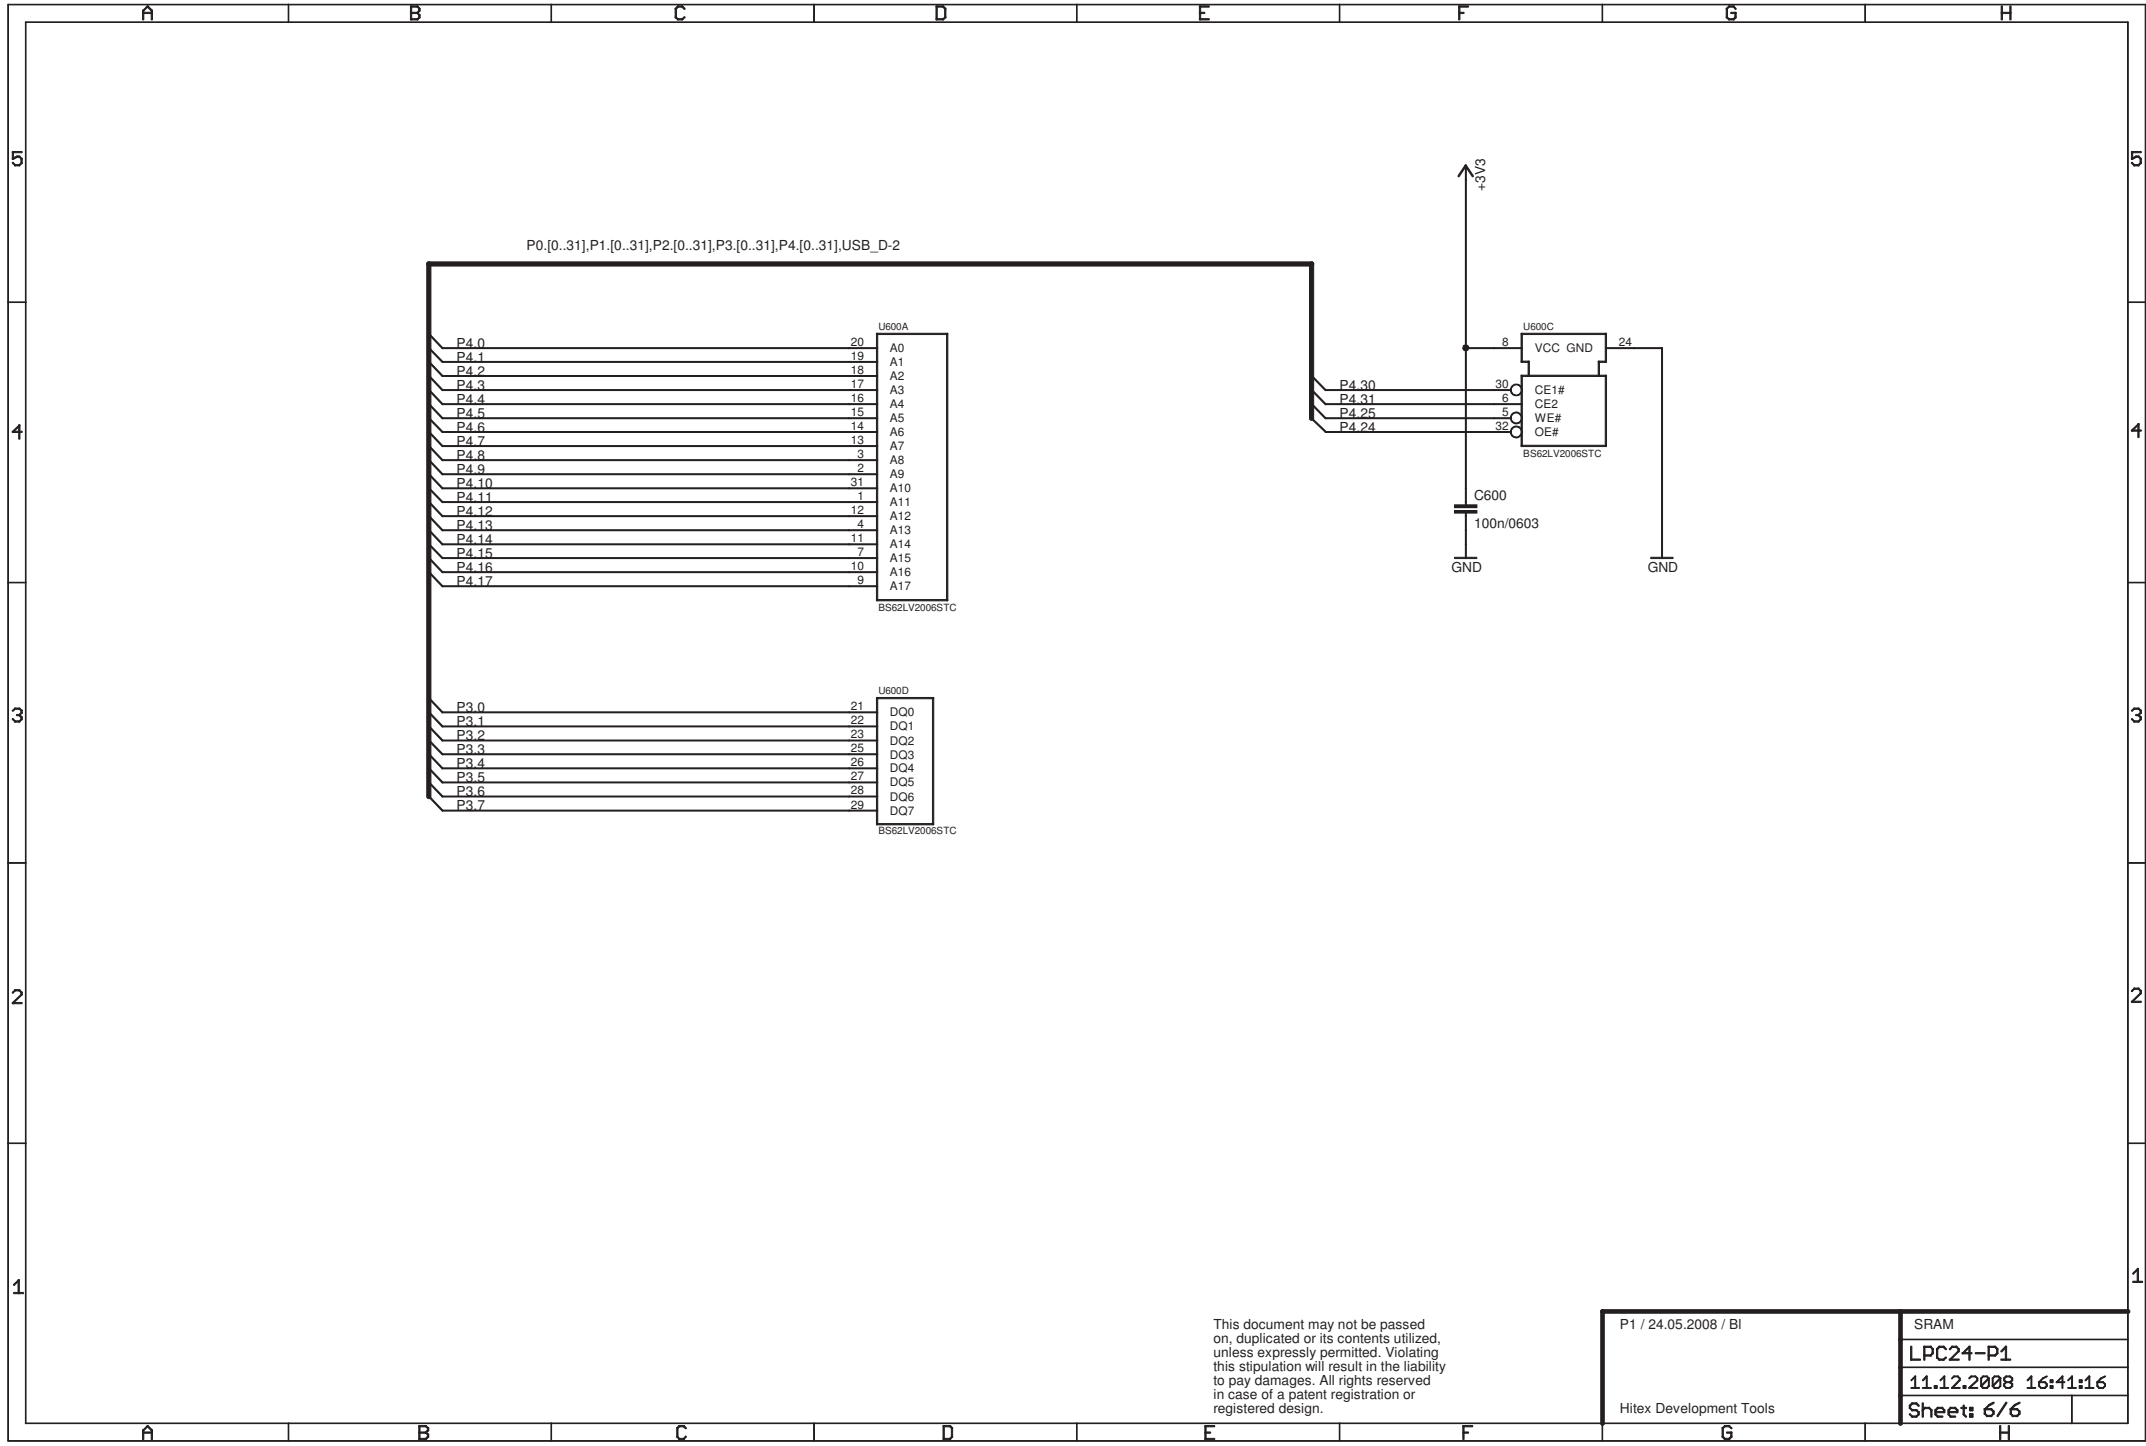 A B C D E F G H
5 5
+3V3
P0.[0..31],P1.[0..31],P2.[0..31],P3.[0..31],P4.[0..31],USB_D-2
U600A
P4.0 20 A0
P4.1 19 A1
P4.2 18 A2
P4.3 17 A3
P4.4 16 A4
P4.5 15 A5
P4.6 14 A6
P4.7 13 A7
P4.8 3 A8
P4.9 2 A9
P4.10 31 A10
P4.11 1 A11
P4.12 12 A12
P4.13 4 A13
P4.14 11 A14
P4.15 7 A15
P4.16 10 A16
P4.17 9 A17
BS62LV2006STC
U600C
8 VCC GND 24
P4.30 30 CE1#
P4.31 6 CE2
P4.25 5 WE#
P4.24 32 OE#
BS62LV2006STC
4 4
C600
100n/0603
GND GND
U600D
P3.0 21 DQ0
P3.1 22 DQ1
P3.2 23 DQ2
P3.3 25 DQ3
P3.4 26 DQ4
P3.5 27 DQ5
P3.6 28 DQ6
P3.7 29 DQ7
BS62LV2006STC
3 3
2 2
1 1
This document may not be passed
on, duplicated or its contents utilized,
unless expressly permitted. Violating
this stipulation will result in the liability
to pay damages. All rights reserved
in case of a patent registration or
registered design.
P1 / 24.05.2008 / Bl
Hitex Development Tools
SRAM
LPC24-P1
11.12.2008 16:41:16
Sheet: 6/6
A B C D E F G H